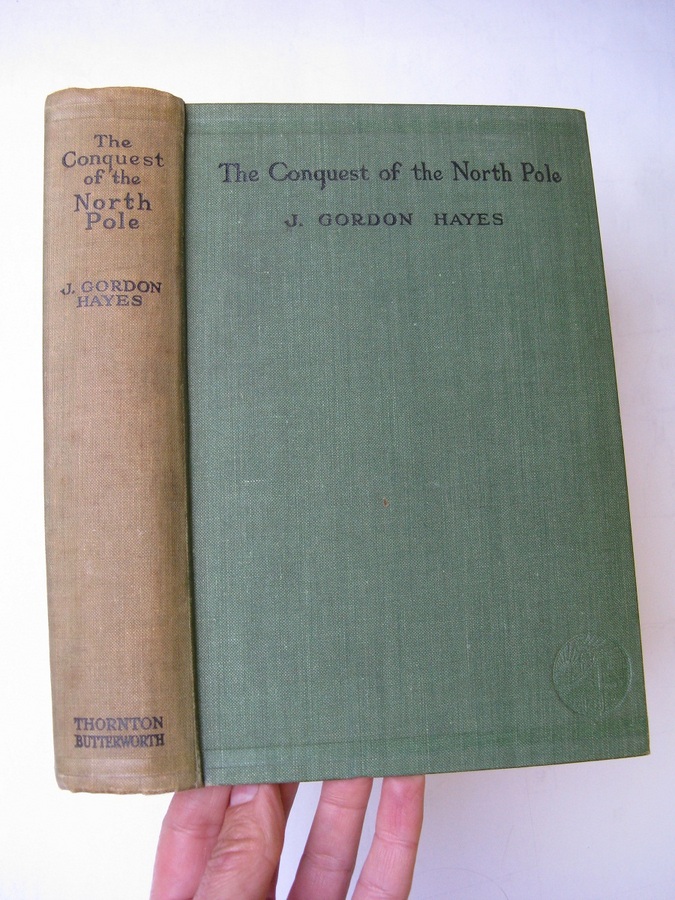 The
Conquest
of the
North
Pole
J. GORDON
HAYES
THORNTON
BUTTERWORTH
The Conquest of the North Pole
J. GORDON HAYES